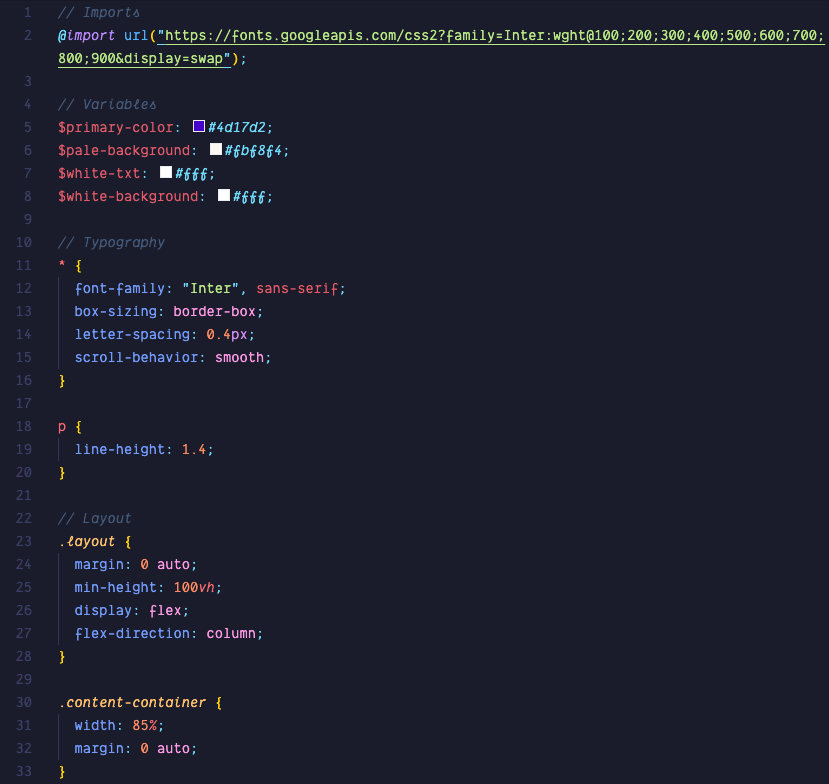 1 // Imports
2 @import url("https://fonts.googleapis.com/css2?family=Inter:wght@100;200;300;400;500;600;700;
800;900&display=swap");
3
4 // Variables
5 $primary-color: #4d17d2;
6 $pale-background: #fbf8f4;
7 $white-txt: #fff;
8 $white-background: #fff;
9
10 // Typography
11 * {
12 font-family: "Inter", sans-serif;
13 box-sizing: border-box;
14 letter-spacing: 0.4px;
15 scroll-behavior: smooth;
16 }
17
18 p {
19 line-height: 1.4;
20 }
21
22 // Layout
23 .layout {
24 margin: 0 auto;
25 min-height: 100vh;
26 display: flex;
27 flex-direction: column;
28 }
29
30 .content-container {
31 width: 85%;
32 margin: 0 auto;
33 }